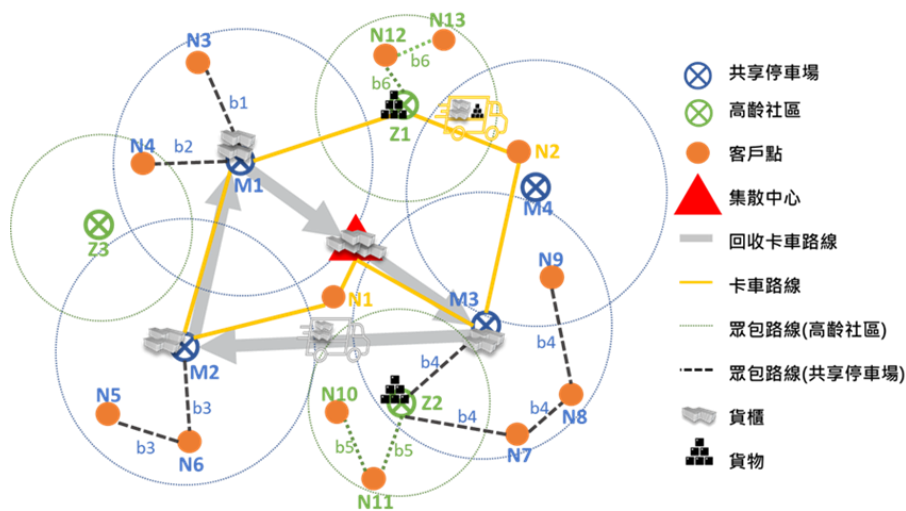 N3
N12
N13
b6
b6
b1
Z1
N4
b2
N2
M1
M4
Z3
N9
M3
N1
M2
b4
b4
N5
b3
N10
Z2
b4
b4
N8
b3
N6
b5
b5
N7
N11
共享停車場
高齡社區
客戶點
集散中心
回收卡車路線
卡車路線
眾包路線(高齡社區)
眾包路線(共享停車場)
貨櫃
貨物